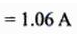 = 1.06 A